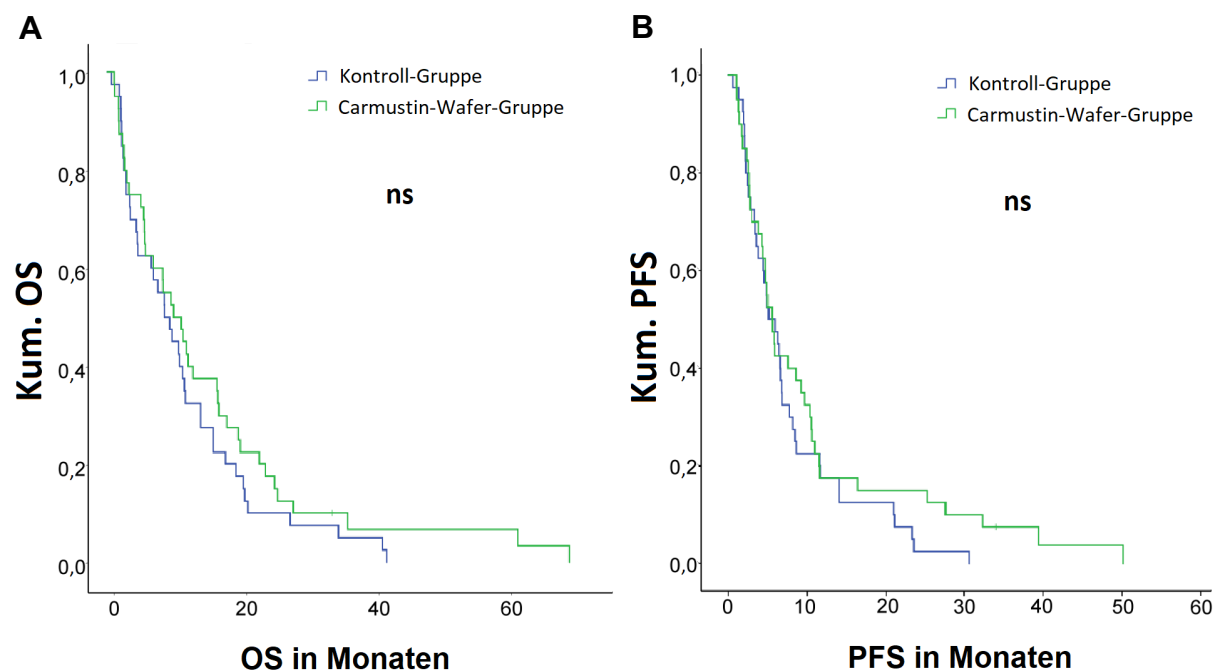 A
Kum. OS
1,0
0,8
0,6
0,4
0,2
0,0
Kontroll-Gruppe
Carmustin-Wafer-Gruppe
ns
0 20 40 60
OS in Monaten
B
Kum. PFS
1,0
0,8
0,6
0,4
0,2
0,0
Kontroll-Gruppe
Carmustin-Wafer-Gruppe
ns
0 10 20 30 40 50 60
PFS in Monaten